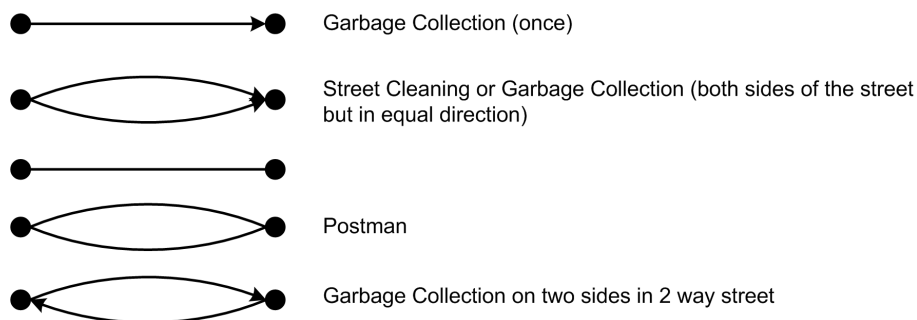 Garbage Collection (once)
Street Cleaning or Garbage Collection (both sides of the street
but in equal direction)
Postman
Garbage Collection on two sides in 2 way street